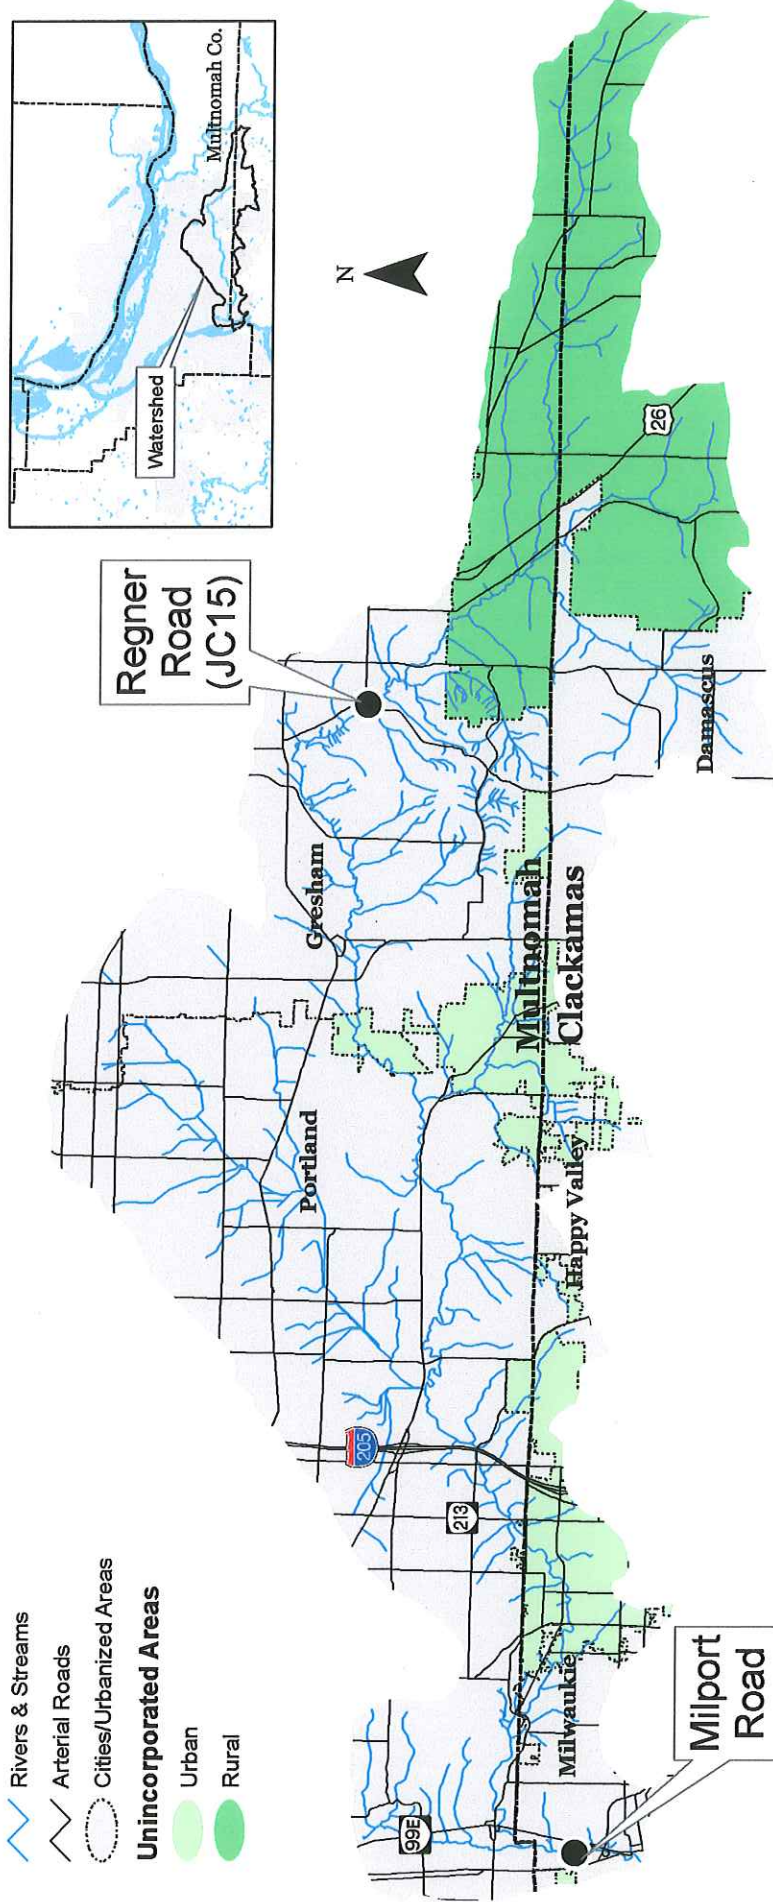 Rivers & Streams
Arterial Roads
Cities/Urbanized Areas
Unincorporated Areas
Urban
Rural
Multnomah Co.
Watershed
N
Regner
Road
(JC15)
Gresham
Portland
205
213
26
99E
Multnomah
Clackamas
Happy Valley
Damascus
Milwaukie
Milport
Road